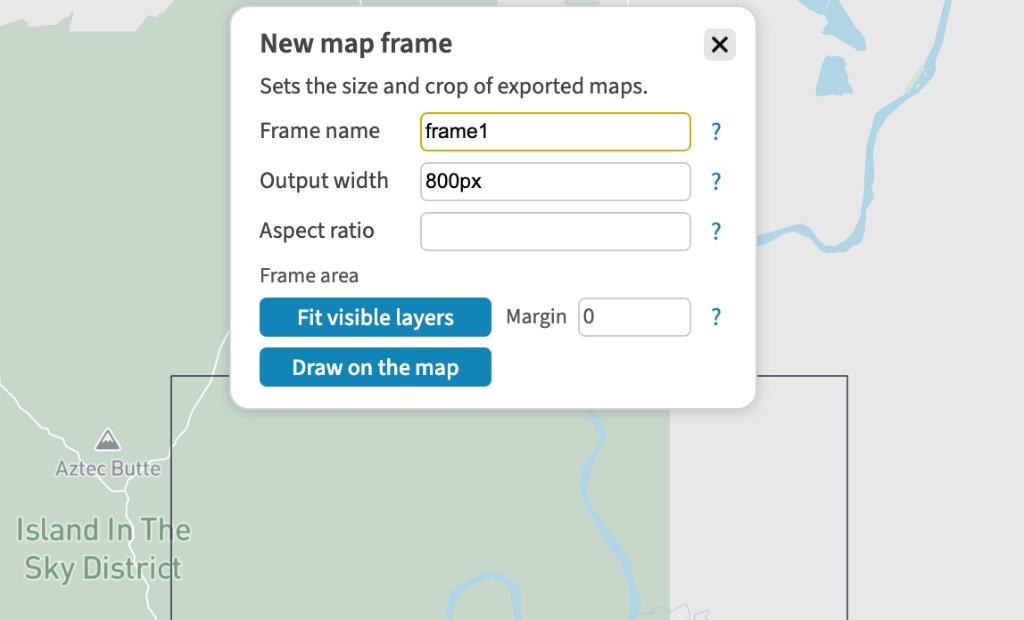 New map frame
Sets the size and crop of exported maps.
Frame name frame1 ?
Output width 800px ?
Aspect ratio ?
Frame area
Fit visible layers Margin 0 ?
Draw on the map
Aztec Butte
Island In The
Sky District